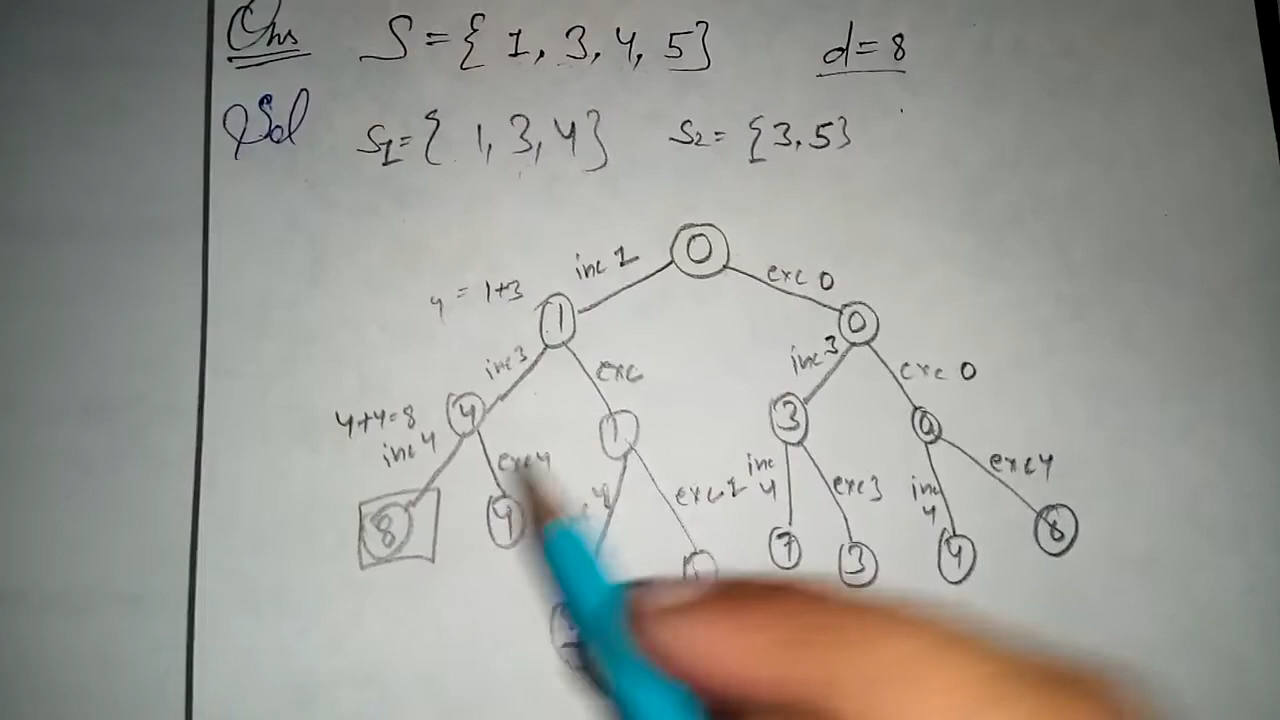 Qns S = { 1, 3, 4, 5} d = 8
Sol S1 = { 1, 3, 4} S2 = {3, 5}
0
inc 1 exc 0
4 = 1+3 1 0
inc 3 exc inc 3 exc 0
4+4=8 4 1 3 0
inc 4 exc 4 exc 1 inc 4 exc 3 inc 4 exc 4
8 4 7 3 4 8